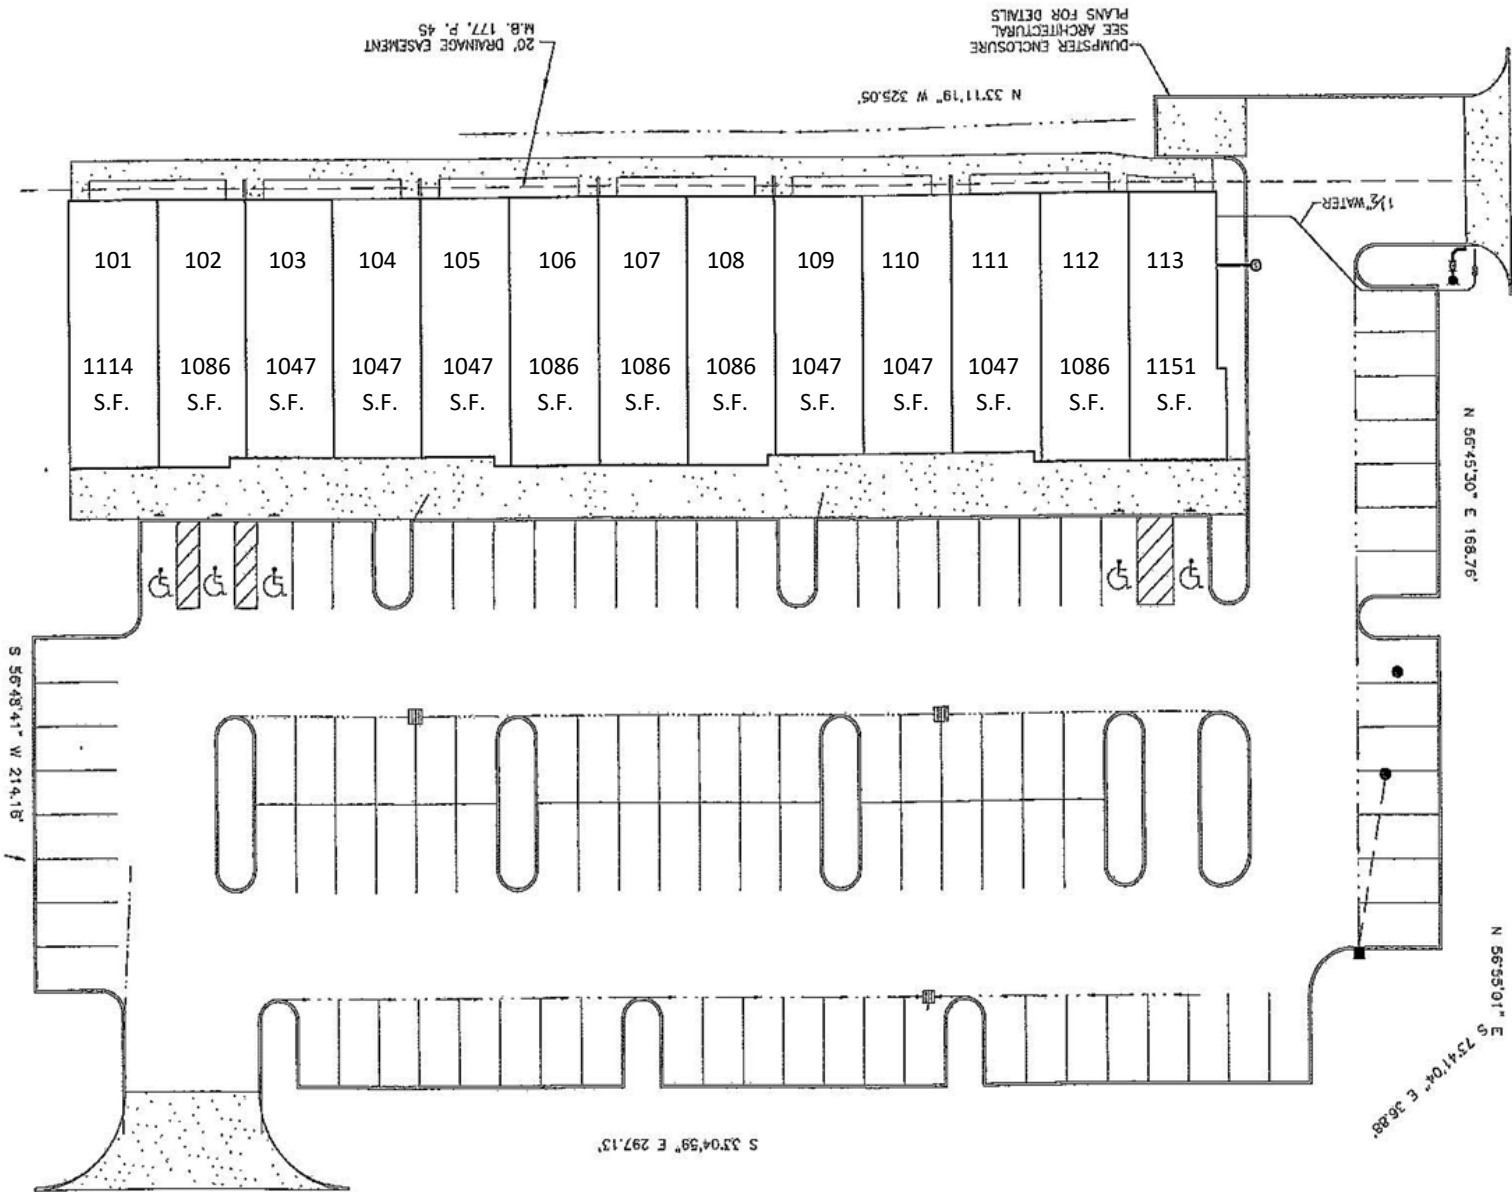 20' DRAINAGE EASEMENT
M.B. 177, P. 45
DUMPSTER ENCLOSURE
SEE ARCHITECTURAL
PLANS FOR DETAILS
N 33°11'19" W 325.05'
1½" WATER
101 102 103 104 105 106 107 108 109 110 111 112 113
1114 1086 1047 1047 1047 1086 1086 1086 1047 1047 1047 1086 1151
S.F. S.F. S.F. S.F. S.F. S.F. S.F. S.F. S.F. S.F. S.F. S.F. S.F.
N 56°45'30" E 168.76'
S 56°48'41" W 214.16'
N 56°55'01" E
S 73°41'04" E 36.88'
S 33°04'59" E 297.13'